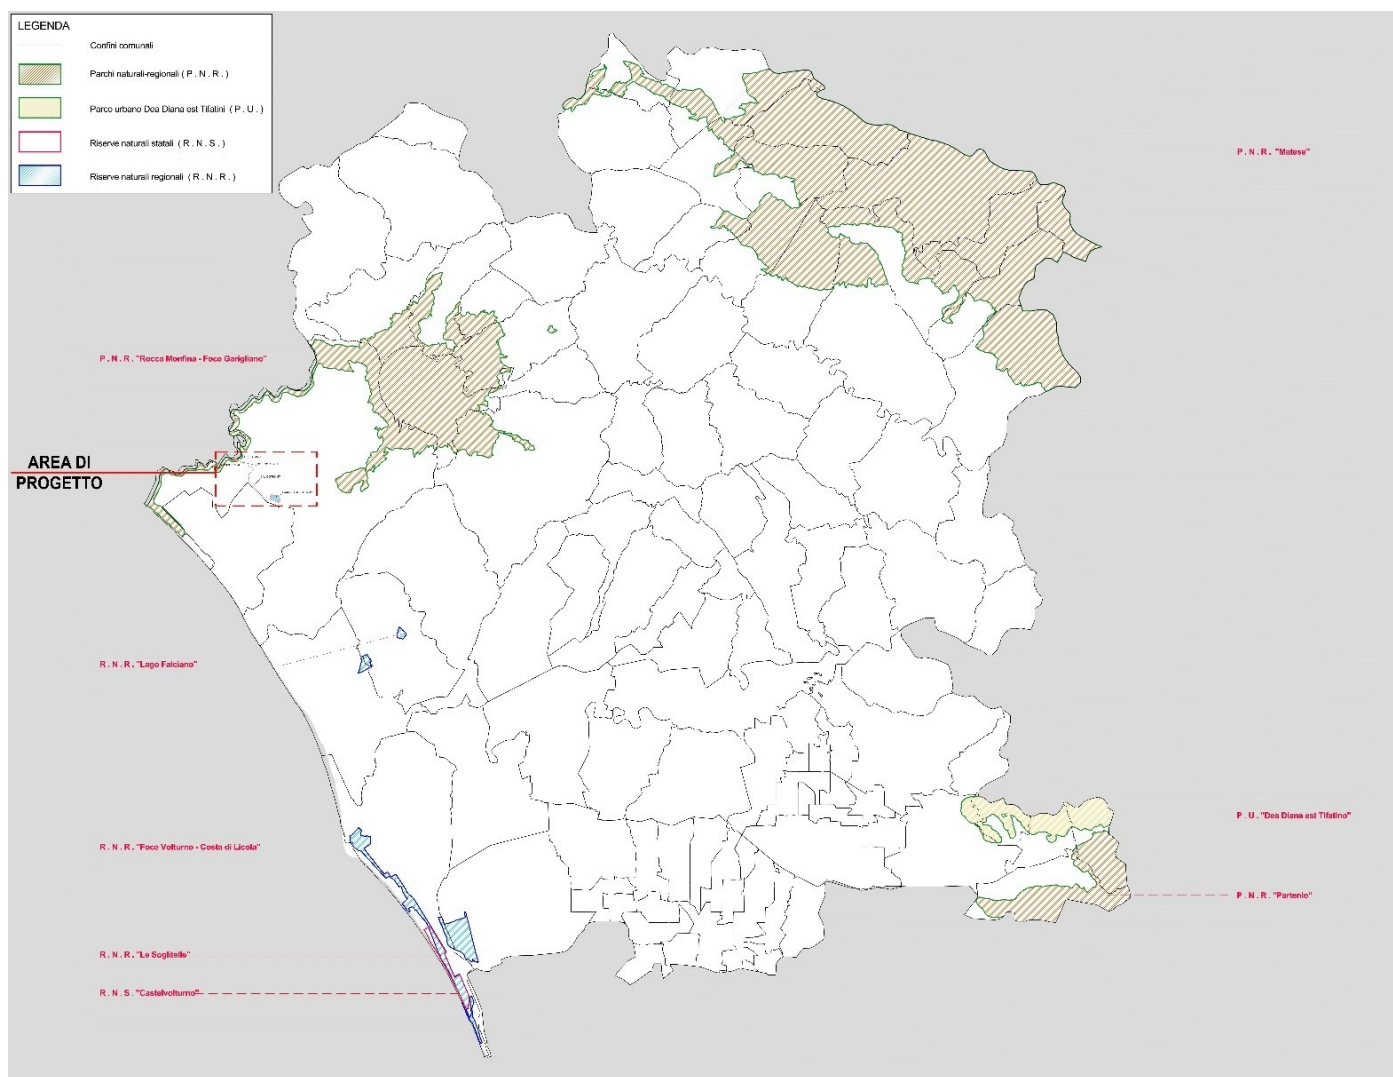 LEGENDA
Confini comunali
Parchi naturali-regionali ( P . N . R . )
Parco urbano Dea Diana est Tifatini ( P . U . )
Riserve naturali statali ( R . N . S . )
Riserve naturali regionali ( R . N . R . )
P . N . R . "Matese"
P . N . R . "Rocca Monfina - Foce Garigliano"
AREA DI
PROGETTO
R . N . R . "Lago Falciano"
P . U . "Dea Diana est Tifatino"
R . N . R . "Foce Volturno - Costa di Licola"
P . N . R . "Partenio"
R . N . R . "Le Soglitelle"
R . N . S . "Castelvolturno"